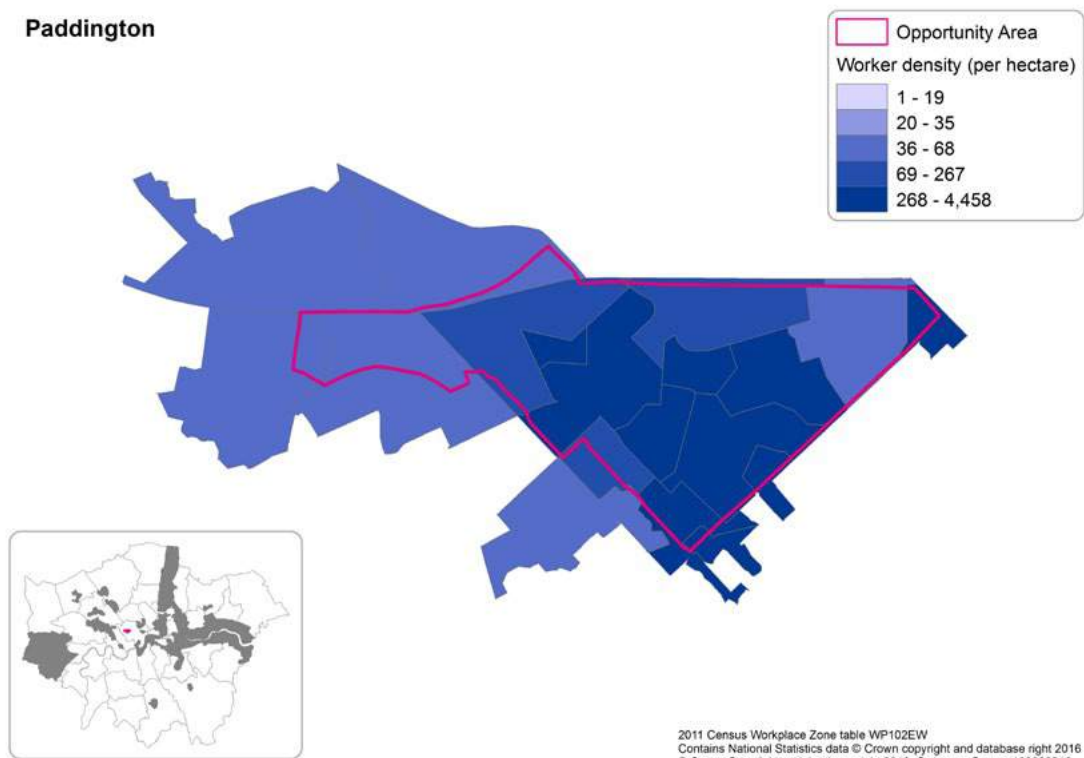 Paddington
Opportunity Area
Worker density (per hectare)
1 - 19
20 - 35
36 - 68
69 - 267
268 - 4,458
2011 Census Workplace Zone table WP102EW
Contains National Statistics data © Crown copyright and database right 2016